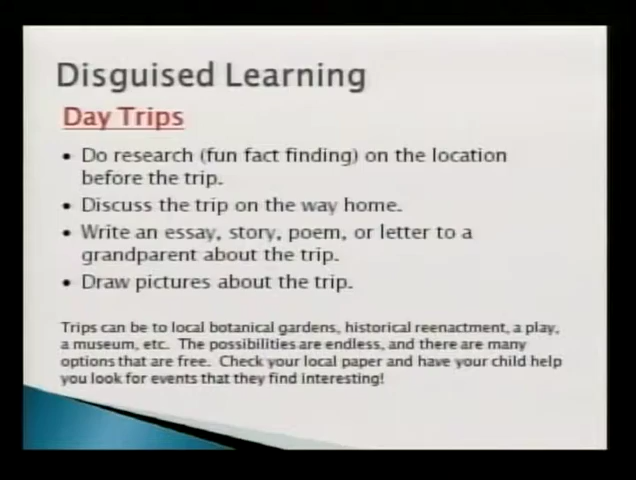 Disguised Learning
Day Trips
• Do research (fun fact finding) on the location
before the trip.
• Discuss the trip on the way home.
• Write an essay, story, poem, or letter to a
grandparent about the trip.
• Draw pictures about the trip.
Trips can be to local botanical gardens, historical reenactment, a play,
a museum, etc. The possibilities are endless, and there are many
options that are free. Check your local paper and have your child help
you look for events that they find interesting!